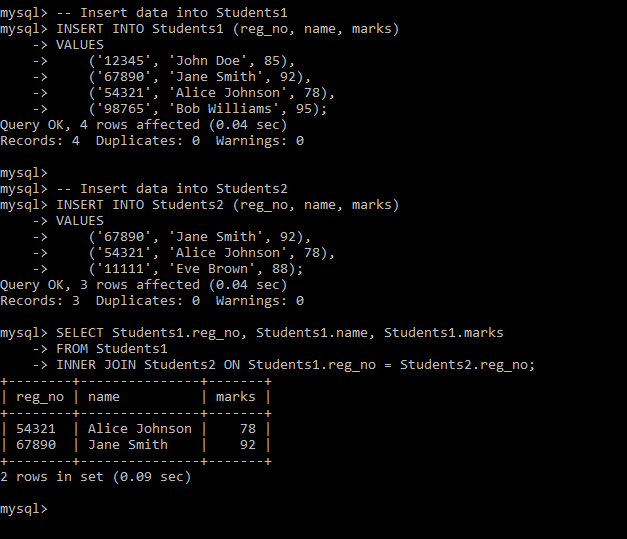 mysql> -- Insert data into Students1
mysql> INSERT INTO Students1 (reg_no, name, marks)
    -> VALUES
    ->     ('12345', 'John Doe', 85),
    ->     ('67890', 'Jane Smith', 92),
    ->     ('54321', 'Alice Johnson', 78),
    ->     ('98765', 'Bob Williams', 95);
Query OK, 4 rows affected (0.04 sec)
Records: 4  Duplicates: 0  Warnings: 0

mysql>
mysql> -- Insert data into Students2
mysql> INSERT INTO Students2 (reg_no, name, marks)
    -> VALUES
    ->     ('67890', 'Jane Smith', 92),
    ->     ('54321', 'Alice Johnson', 78),
    ->     ('11111', 'Eve Brown', 88);
Query OK, 3 rows affected (0.04 sec)
Records: 3  Duplicates: 0  Warnings: 0

mysql> SELECT Students1.reg_no, Students1.name, Students1.marks
    -> FROM Students1
    -> INNER JOIN Students2 ON Students1.reg_no = Students2.reg_no;
+--------+---------------+-------+
| reg_no | name          | marks |
+--------+---------------+-------+
| 54321  | Alice Johnson |    78 |
| 67890  | Jane Smith    |    92 |
+--------+---------------+-------+
2 rows in set (0.09 sec)

mysql>